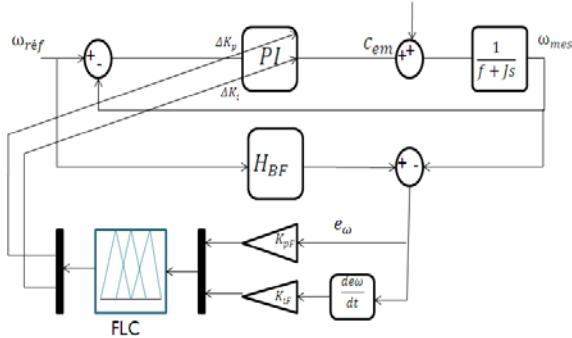 ω_réf + - ΔK_p PI C_em + + 1/(f + Js) ω_mes
ΔK_i
H_BF + -
K_pF e_ω
K_iF deω/dt
FLC